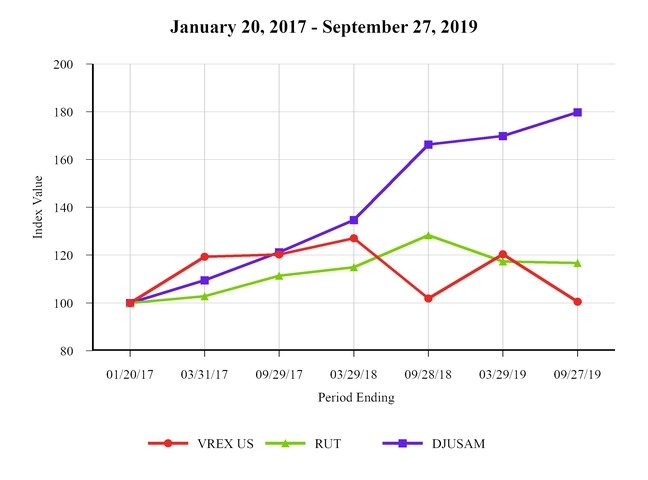 January 20, 2017 - September 27, 2019
200
180
160
140
120
100
80
Index Value
01/20/17 03/31/17 09/29/17 03/29/18 09/28/18 03/29/19 09/27/19
Period Ending
VREX US RUT DJUSAM